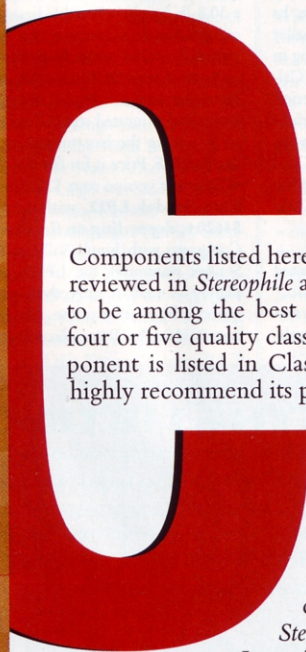 C
Components listed here
reviewed in Stereophile a
to be among the best
four or five quality class
ponent is listed in Clas
highly recommend its p
Ste